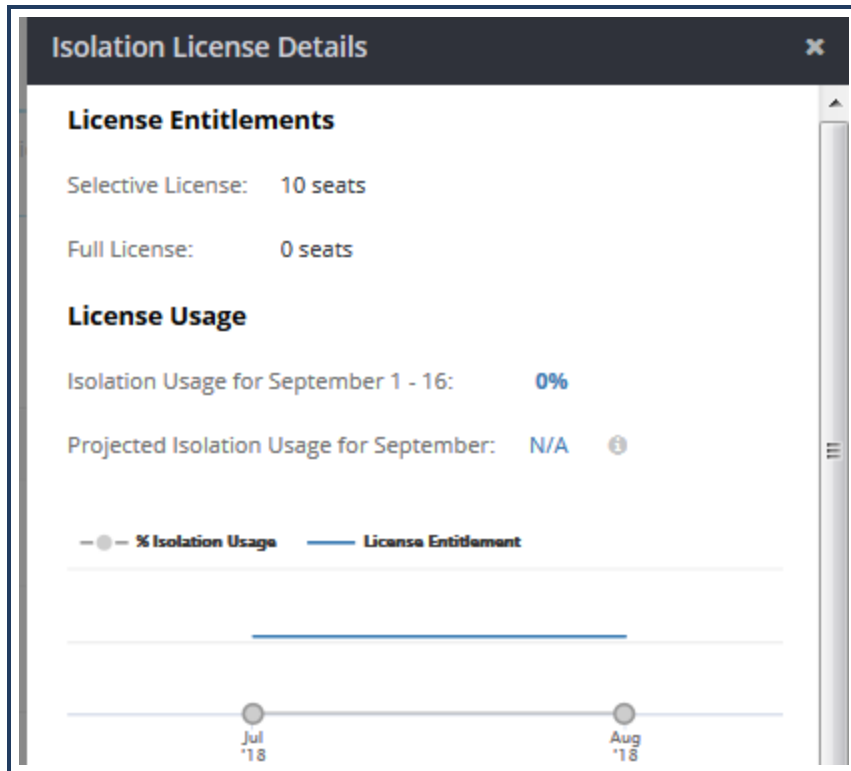 Isolation License Details
License Entitlements
Selective License: 10 seats
Full License: 0 seats
License Usage
Isolation Usage for September 1 - 16: 0%
Projected Isolation Usage for September: N/A
% Isolation Usage License Entitlement
Jul Aug
'18 '18